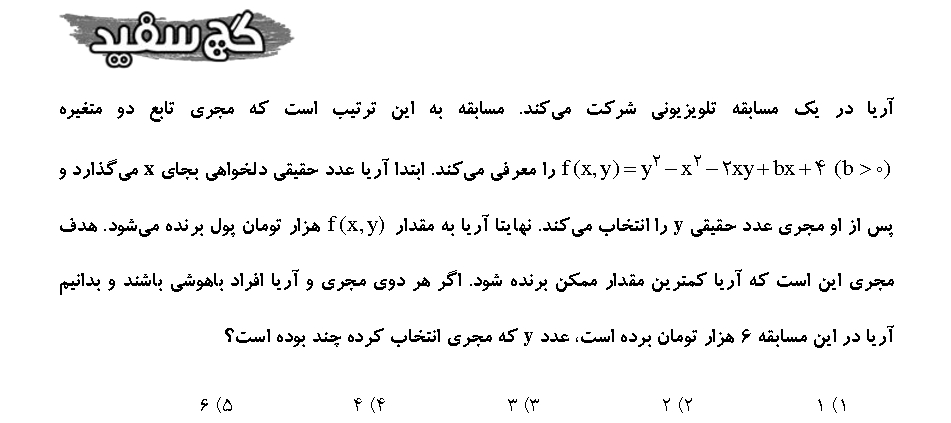 گچ سفید
آریا در یک مسابقه تلویزیونی شرکت می‌کند. مسابقه به این ترتیب است که مجری تابع دو متغیره
f(x,y)=y²-x²-۲xy+bx+۴ (b>۰) را معرفی می‌کند. ابتدا آریا عدد حقیقی دلخواهی بجای x می‌گذارد و
پس از او مجری عدد حقیقی y را انتخاب می‌کند. نهایتا آریا به مقدار f(x,y) هزار تومان پول برنده می‌شود. هدف
مجری این است که آریا کمترین مقدار ممکن برنده شود. اگر هر دوی مجری و آریا افراد باهوشی باشند و بدانیم
آریا در این مسابقه ۶ هزار تومان برده است، عدد y که مجری انتخاب کرده چند بوده است؟
۱) ۱ ۲) ۲ ۳) ۳ ۴) ۴ ۵) ۶